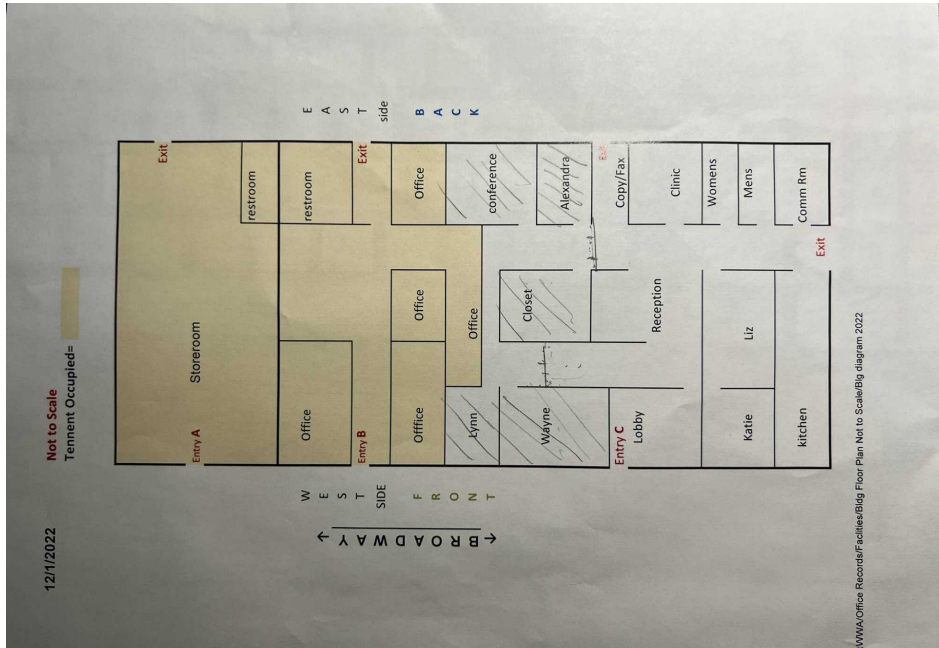 12/1/2022
Not to Scale
Tennent Occupied=
E
A
S
T
side
B
A
C
K
Exit
restroom
restroom
Exit
Office
conference
Alexandra
Copy/Fax
Clinic
Womens
Mens
Comm Rm
Exit
Storeroom
Office
Office
Closet
Reception
Liz
Entry A
Office
Entry B
Offfice
Lynn
Wayne
Entry C
Lobby
Katie
kitchen
W
E
S
T
SIDE
F
R
O
N
T
← BROADWAY →
RWWA/Office Records/Facilities/Bldg Floor Plan Not to Scale/Blg diagram 2022